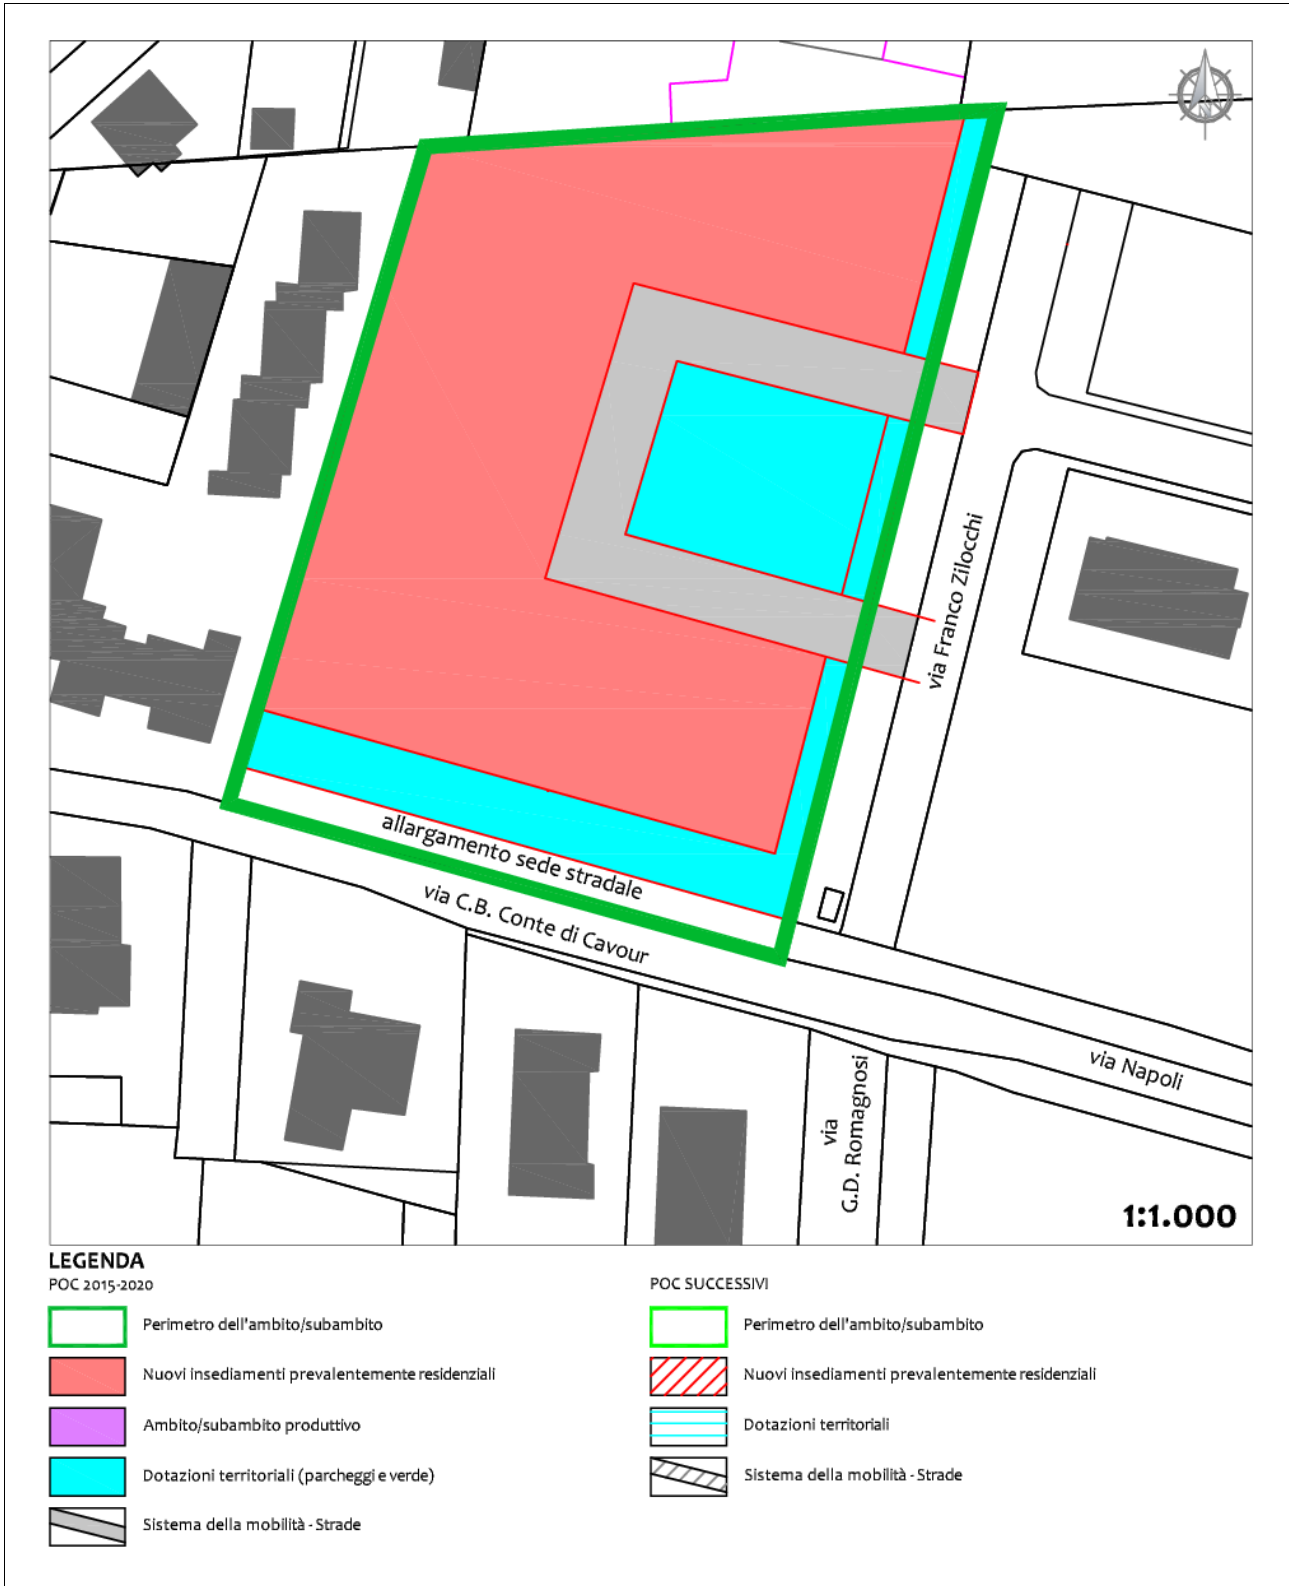 N
via Franco Zilocchi
allargamento sede stradale
via C.B. Conte di Cavour
via Napoli
via
G.D. Romagnosi
1:1.000
LEGENDA
POC 2015-2020
Perimetro dell'ambito/subambito
Nuovi insediamenti prevalentemente residenziali
Ambito/subambito produttivo
Dotazioni territoriali (parcheggi e verde)
Sistema della mobilità - Strade
POC SUCCESSIVI
Perimetro dell'ambito/subambito
Nuovi insediamenti prevalentemente residenziali
Dotazioni territoriali
Sistema della mobilità - Strade